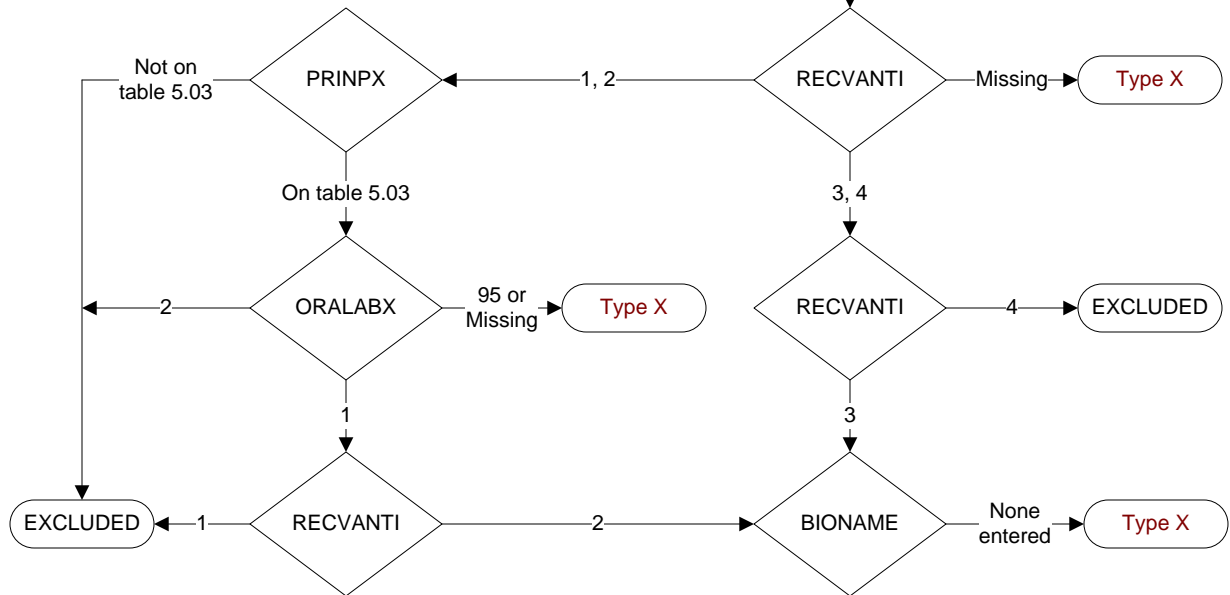 Not on
table 5.03
PRINPX
1, 2
RECVANTI
Missing
Type X
On table 5.03
3, 4
2
ORALABX
95 or
Missing
Type X
RECVANTI
4
EXCLUDED
1
3
EXCLUDED
1
RECVANTI
2
BIONAME
None
entered
Type X